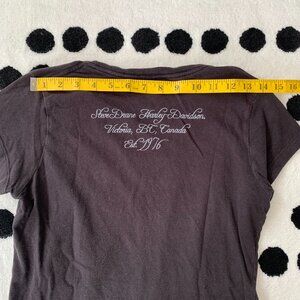 1 2 3 4 5 6 7 8 9 10 11 12 13 14 15 16
Steve Drane Harley-Davidson,
Victoria, BC, Canada
Est. 1976